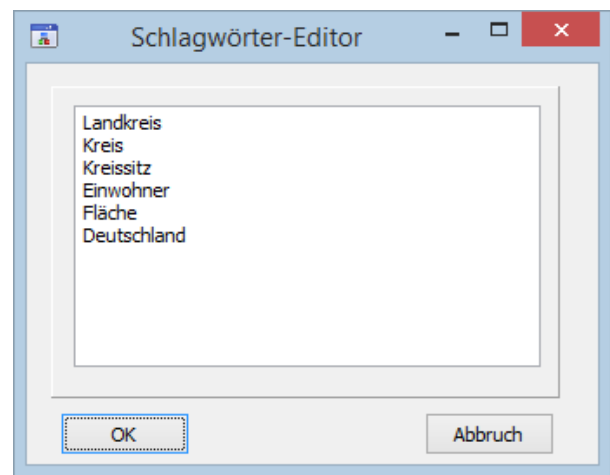 Schlagwörter-Editor
Landkreis
Kreis
Kreissitz
Einwohner
Fläche
Deutschland
OK
Abbruch